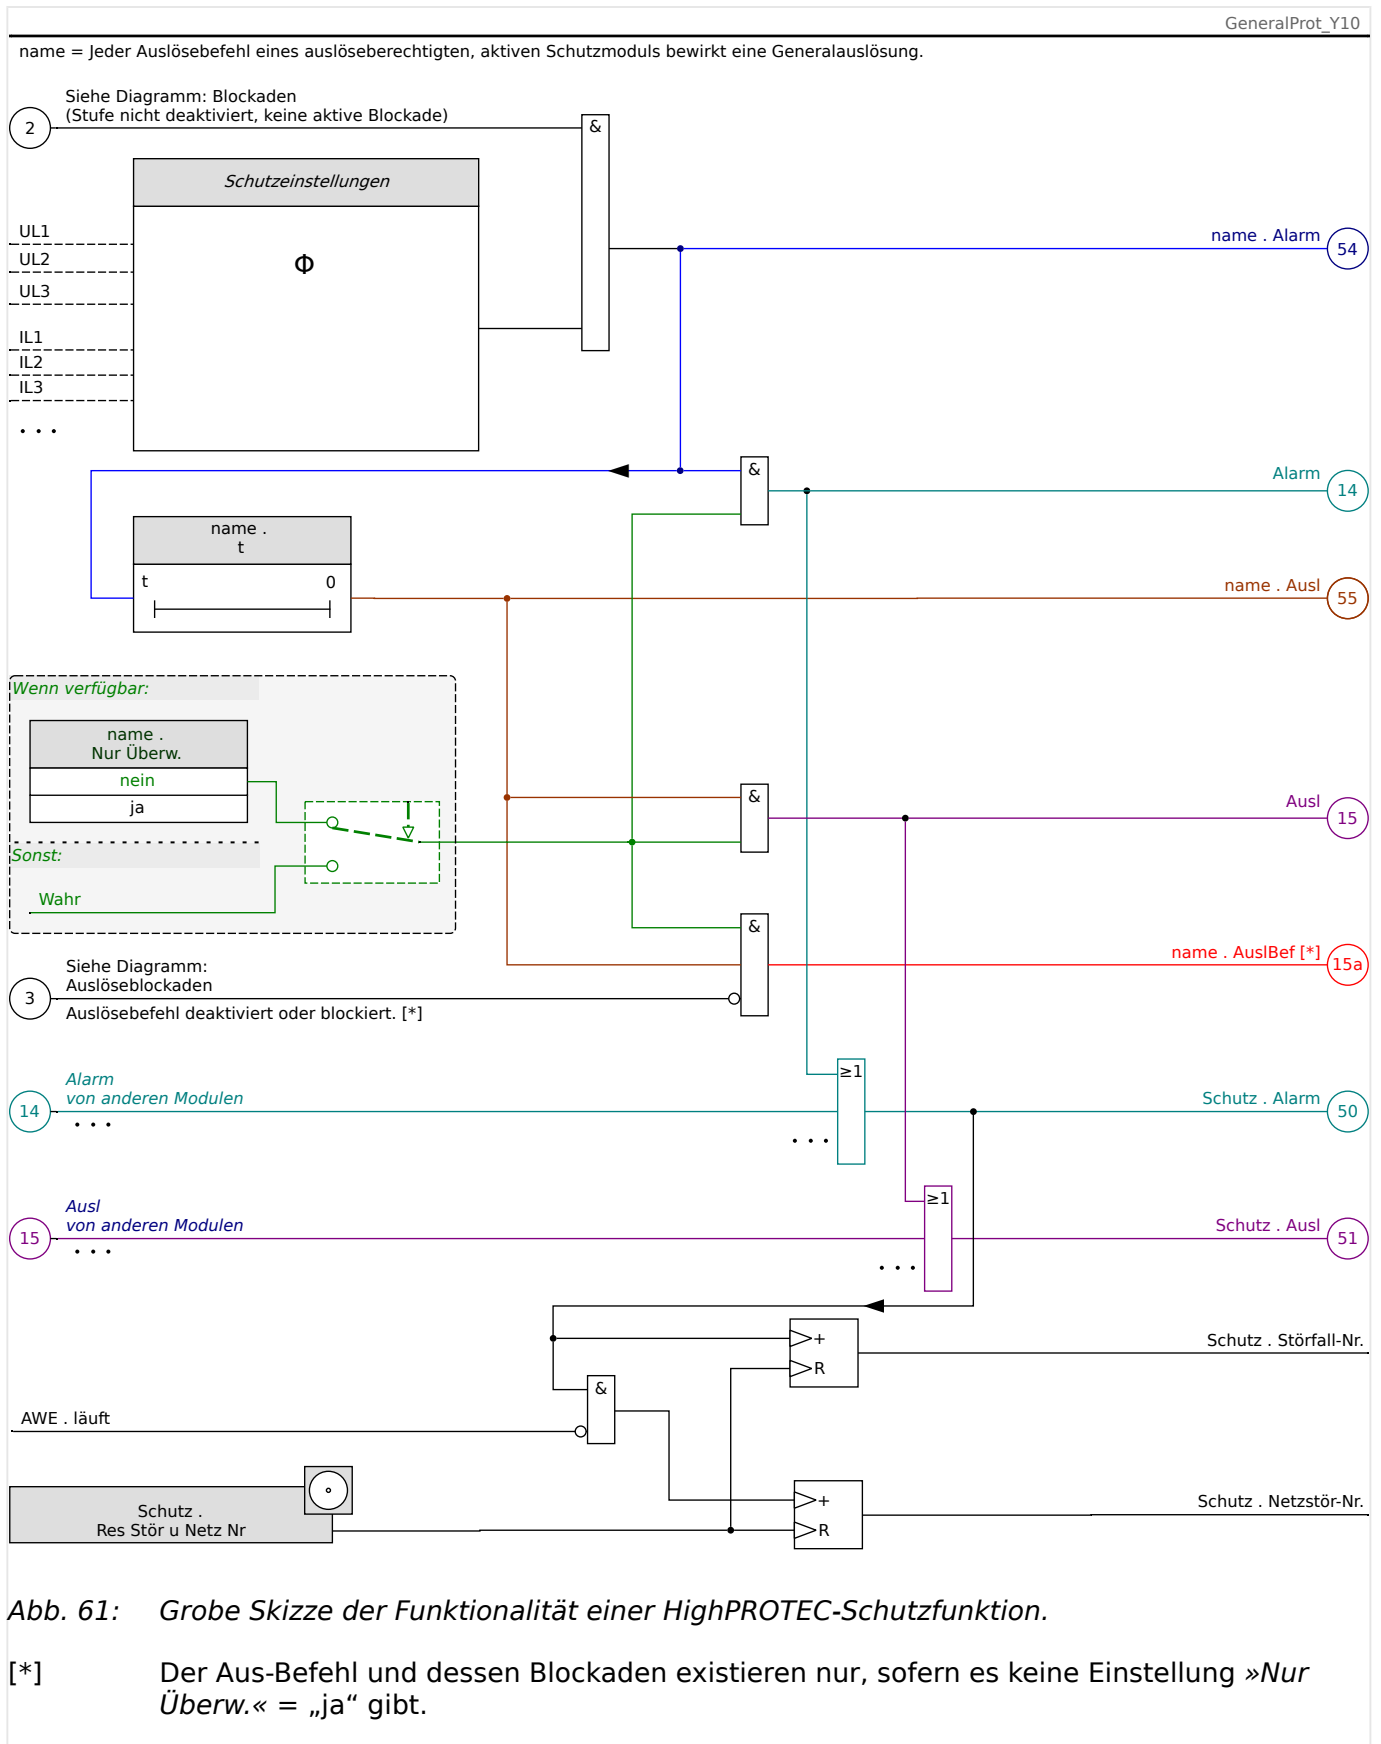 GeneralProt_Y10
name = Jeder Auslösebefehl eines auslöseberechtigten, aktiven Schutzmoduls bewirkt eine Generalauslösung.
Siehe Diagramm: Blockaden
(Stufe nicht deaktiviert, keine aktive Blockade)
2
&
Schutzeinstellungen
UL1
UL2
UL3
Φ
name . Alarm
54
IL1
IL2
IL3
. . .
&
Alarm
14
name .
t
t 0
name . Ausl
55
Wenn verfügbar:
name .
Nur Überw.
nein
ja
Sonst:
Wahr
&
Ausl
15
&
name . AuslBef [*]
15a
Siehe Diagramm:
Auslöseblockaden
3
Auslösebefehl deaktiviert oder blockiert. [*]
Alarm
von anderen Modulen
14
. . .
≥1
. . .
Schutz . Alarm
50
Ausl
von anderen Modulen
15
. . .
≥1
. . .
Schutz . Ausl
51
+
R
Schutz . Störfall-Nr.
&
AWE . läuft
Schutz .
Res Stör u Netz Nr
+
R
Schutz . Netzstör-Nr.
Abb. 61: Grobe Skizze der Funktionalität einer HighPROTEC-Schutzfunktion.
[*] Der Aus-Befehl und dessen Blockaden existieren nur, sofern es keine Einstellung »Nur
Überw.« = „ja“ gibt.